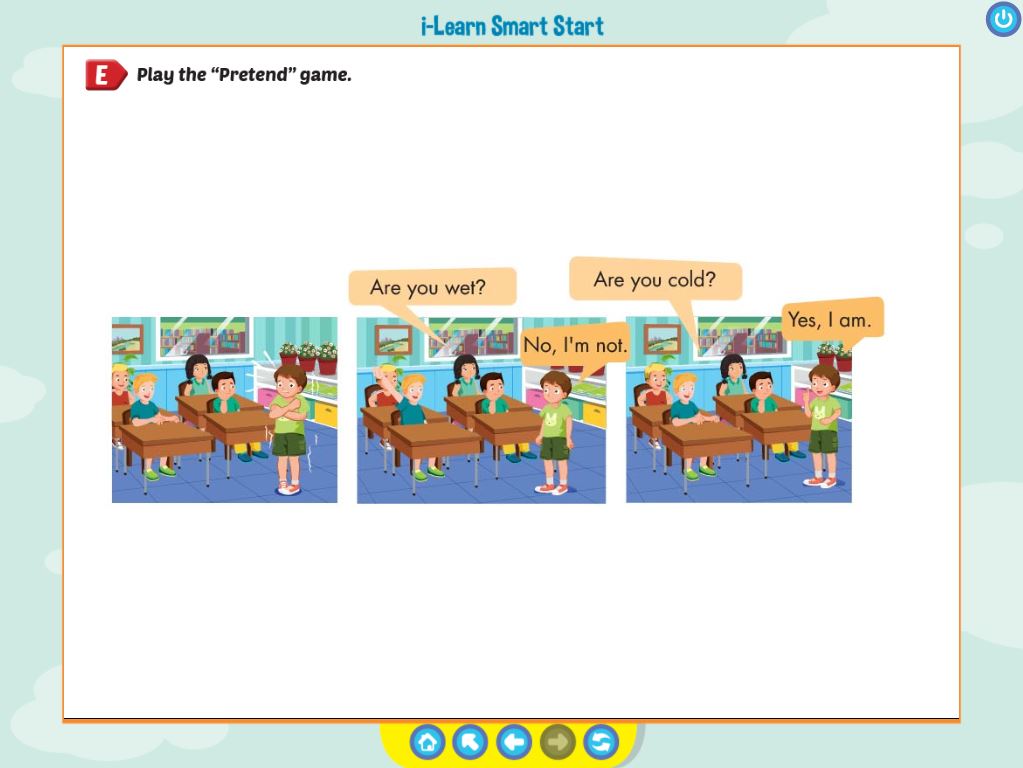 i-Learn Smart Start
E Play the “Pretend” game.
Are you wet?
No, I'm not.
Are you cold?
Yes, I am.